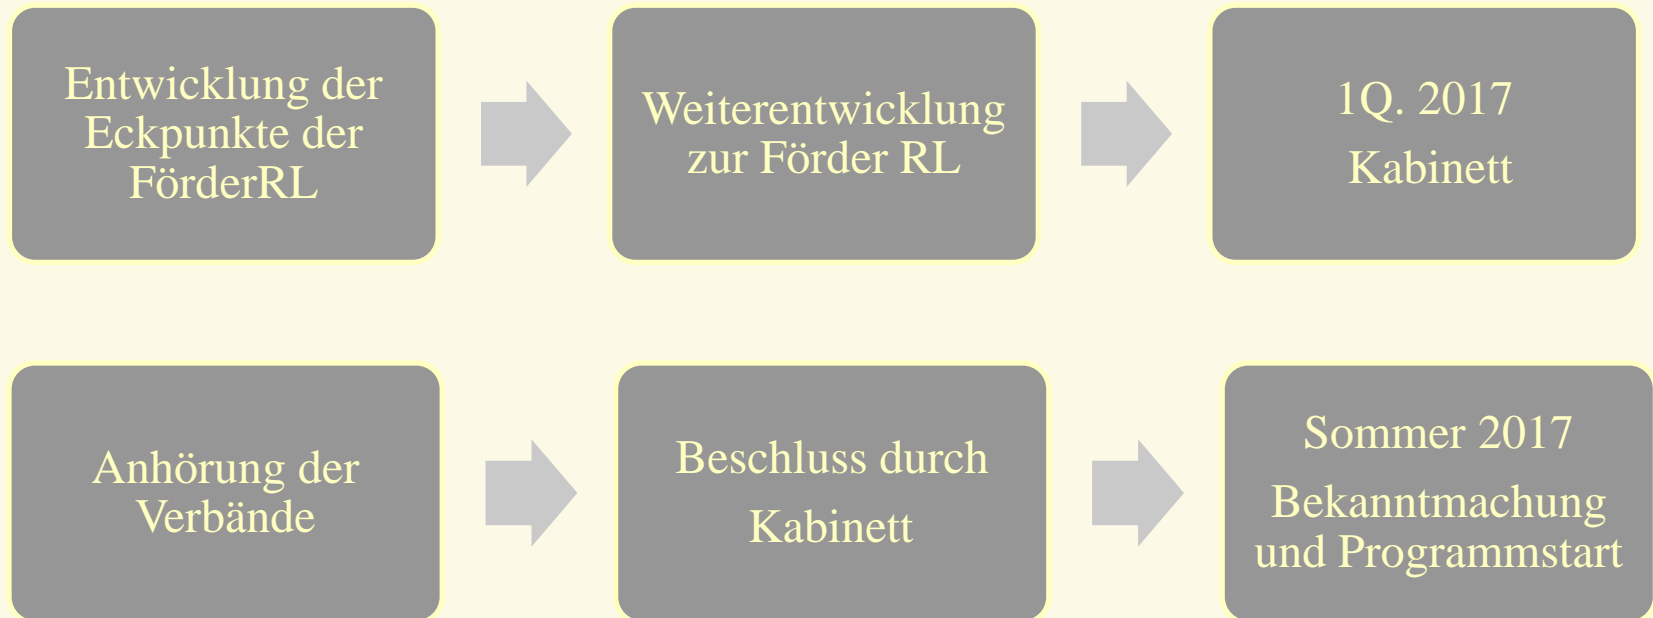 Entwicklung der
Eckpunkte der
FörderRL
Weiterentwicklung
zur Förder RL
1Q. 2017
Kabinett
Anhörung der
Verbände
Beschluss durch
Kabinett
Sommer 2017
Bekanntmachung
und Programmstart